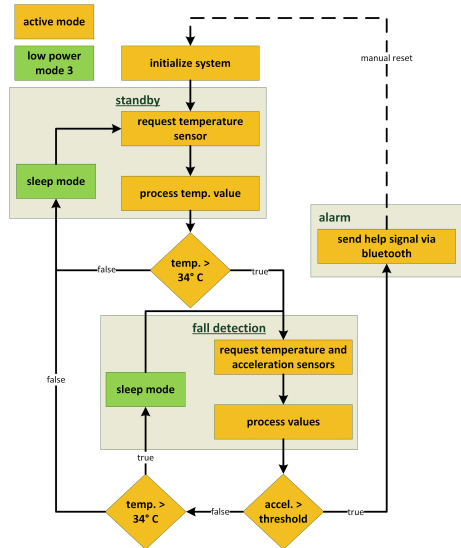 active mode
low power
mode 3
initialize system
manual reset
standby
request temperature
sensor
sleep mode
process temp. value
alarm
send help signal via
bluetooth
temp. >
34° C
false
true
fall detection
request temperature and
acceleration sensors
sleep mode
process values
false
true
temp. >
34° C
false
accel. >
threshold
true